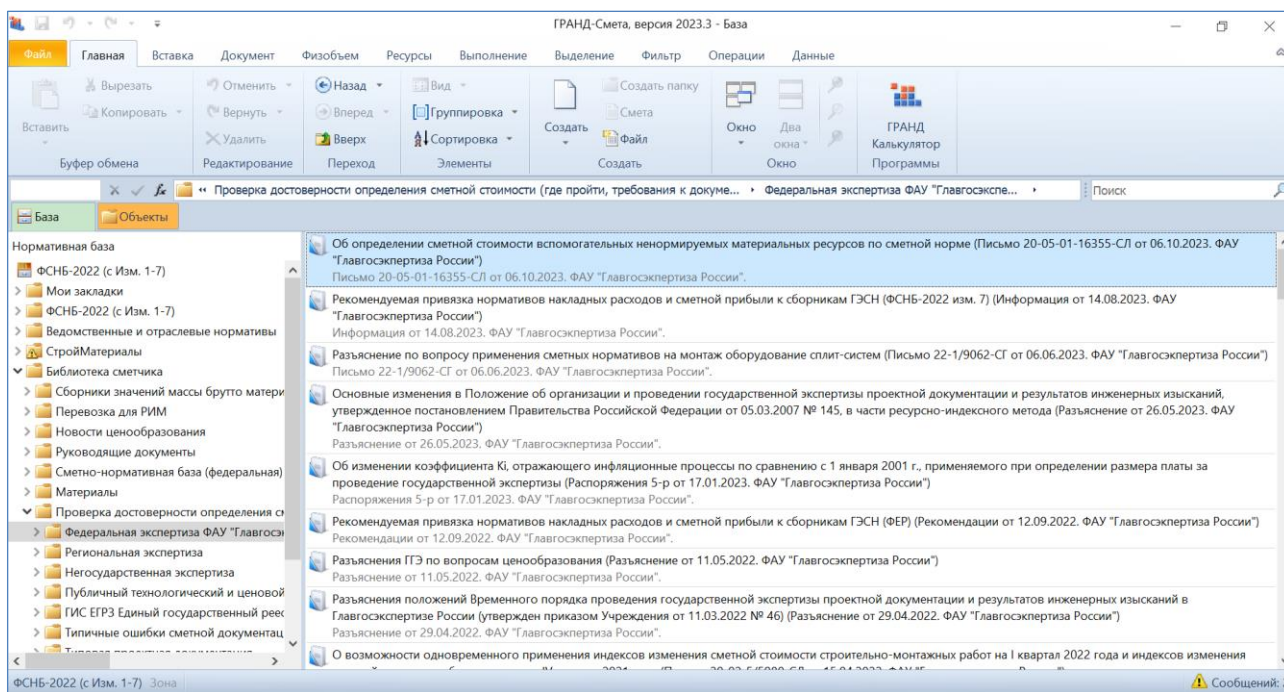 ГРАНД-Смета, версия 2023.3 - База
Файл Главная Вставка Документ Физобъем Ресурсы Выполнение Выделение Фильтр Операции Данные
Вставить
Вырезать
Копировать
Буфер обмена
Отменить
Вернуть
Удалить
Редактирование
Назад
Вперед
Вверх
Переход
Вид
Группировка
Сортировка
Элементы
Создать
Создать папку
Смета
Файл
Создать
Окно
Два окна
Окно
ГРАНД Калькулятор
Программы
fx « Проверка достоверности определения сметной стоимости (где пройти, требования к докуме... Федеральная экспертиза ФАУ "Главгосэкспе... Поиск
База Объекты
Нормативная база
ФСНБ-2022 (с Изм. 1-7)
Мои закладки
ФСНБ-2022 (с Изм. 1-7)
Ведомственные и отраслевые нормативы
СтройМатериалы
Библиотека сметчика
Сборники значений массы брутто матери
Перевозка для РИМ
Новости ценообразования
Руководящие документы
Сметно-нормативная база (федеральная)
Материалы
Проверка достоверности определения
Федеральная экспертиза ФАУ "Главгосэ
Региональная экспертиза
Негосударственная экспертиза
Публичный технологический и ценовой
ГИС ЕГРЗ Единый государственный реес
Типичные ошибки сметной документац
Об определении сметной стоимости вспомогательных ненормируемых материальных ресурсов по сметной норме (Письмо 20-05-01-16355-СЛ от 06.10.2023. ФАУ
"Главгосэкпертиза России")
Письмо 20-05-01-16355-СЛ от 06.10.2023. ФАУ "Главгосэкпертиза России".
Рекомендуемая привязка нормативов накладных расходов и сметной прибыли к сборникам ГЭСН (ФСНБ-2022 изм. 7) (Информация от 14.08.2023. ФАУ
"Главгосэкпертиза России")
Информация от 14.08.2023. ФАУ "Главгосэкпертиза России".
Разъяснение по вопросу применения сметных нормативов на монтаж оборудование сплит-систем (Письмо 22-1/9062-СГ от 06.06.2023. ФАУ "Главгосэкпертиза России")
Письмо 22-1/9062-СГ от 06.06.2023. ФАУ "Главгосэкпертиза России".
Основные изменения в Положение об организации и проведении государственной экспертизы проектной документации и результатов инженерных изысканий,
утвержденное постановлением Правительства Российской Федерации от 05.03.2007 № 145, в части ресурсно-индексного метода (Разъяснение от 26.05.2023. ФАУ
"Главгосэкпертиза России")
Разъяснение от 26.05.2023. ФАУ "Главгосэкпертиза России".
Об изменении коэффициента Ki, отражающего инфляционные процессы по сравнению с 1 января 2001 г., применяемого при определении размера платы за
проведение государственной экспертизы (Распоряжения 5-р от 17.01.2023. ФАУ "Главгосэкпертиза России")
Распоряжения 5-р от 17.01.2023. ФАУ "Главгосэкпертиза России".
Рекомендуемая привязка нормативов накладных расходов и сметной прибыли к сборникам ГЭСН (ФЕР) (Рекомендации от 12.09.2022. ФАУ "Главгосэкпертиза России")
Рекомендации от 12.09.2022. ФАУ "Главгосэкпертиза России".
Разъяснения ГГЭ по вопросам ценообразования (Разъяснение от 11.05.2022. ФАУ "Главгосэкпертиза России")
Разъяснение от 11.05.2022. ФАУ "Главгосэкпертиза России".
Разъяснения положений Временного порядка проведения государственной экспертизы проектной документации и результатов инженерных изысканий в
Главгосэкспертизе России (утвержден приказом Учреждения от 11.03.2022 № 46) (Разъяснение от 29.04.2022. ФАУ "Главгосэкпертиза России")
Разъяснение от 29.04.2022. ФАУ "Главгосэкпертиза России".
О возможности одновременного применения индексов изменения сметной стоимости строительно-монтажных работ на I квартал 2022 года и индексов изменения
ФСНБ-2022 (с Изм. 1-7) Зона
Сообщений: